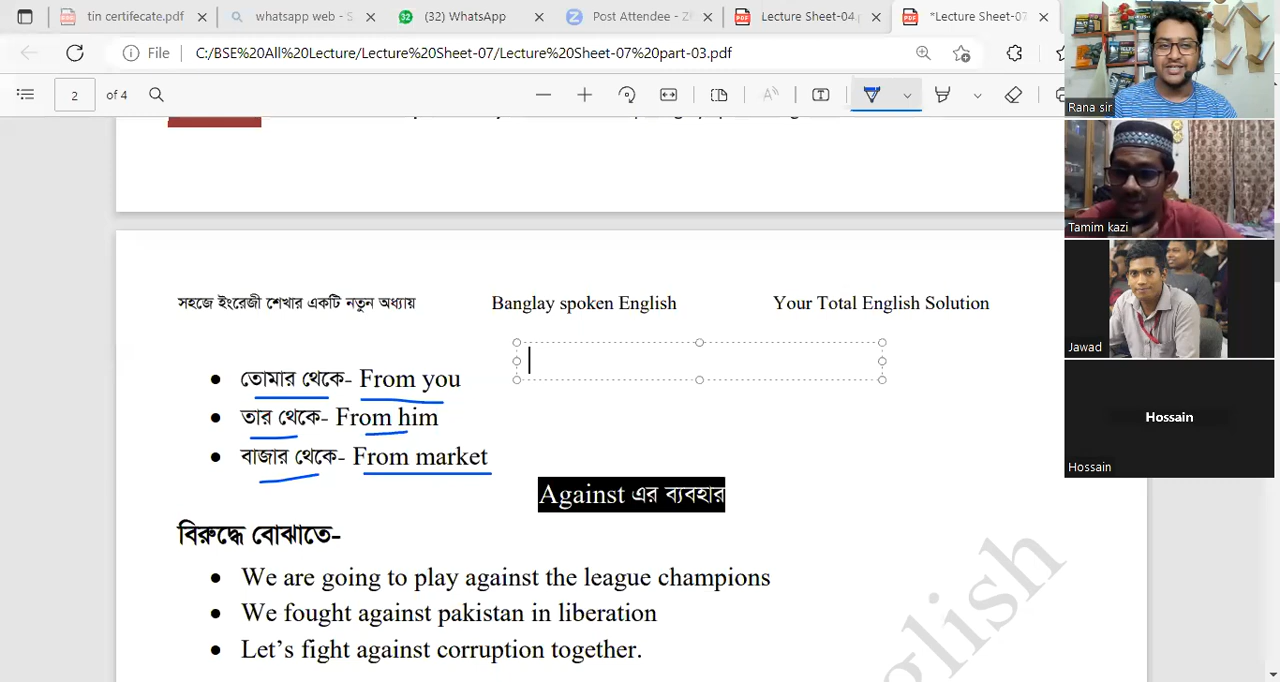 tin certifecate.pdf
whatsapp web - S
(32) WhatsApp
Post Attendee - Z
Lecture Sheet-04
*Lecture Sheet-07
File C:/BSE%20All%20Lecture/Lecture%20Sheet-07/Lecture%20Sheet-07%20part-03.pdf
2 of 4
Rana sir
Tamim kazi
Jawad
Hossain
Hossain
সহজে ইংরেজী শেখার একটি নতুন অধ্যায় Banglay spoken English Your Total English Solution
তোমার থেকে- From you
তার থেকে- From him
বাজার থেকে- From market
Against এর ব্যবহার
বিরুদ্ধে বোঝাতে-
We are going to play against the league champions
We fought against pakistan in liberation
Let’s fight against corruption together.
glish